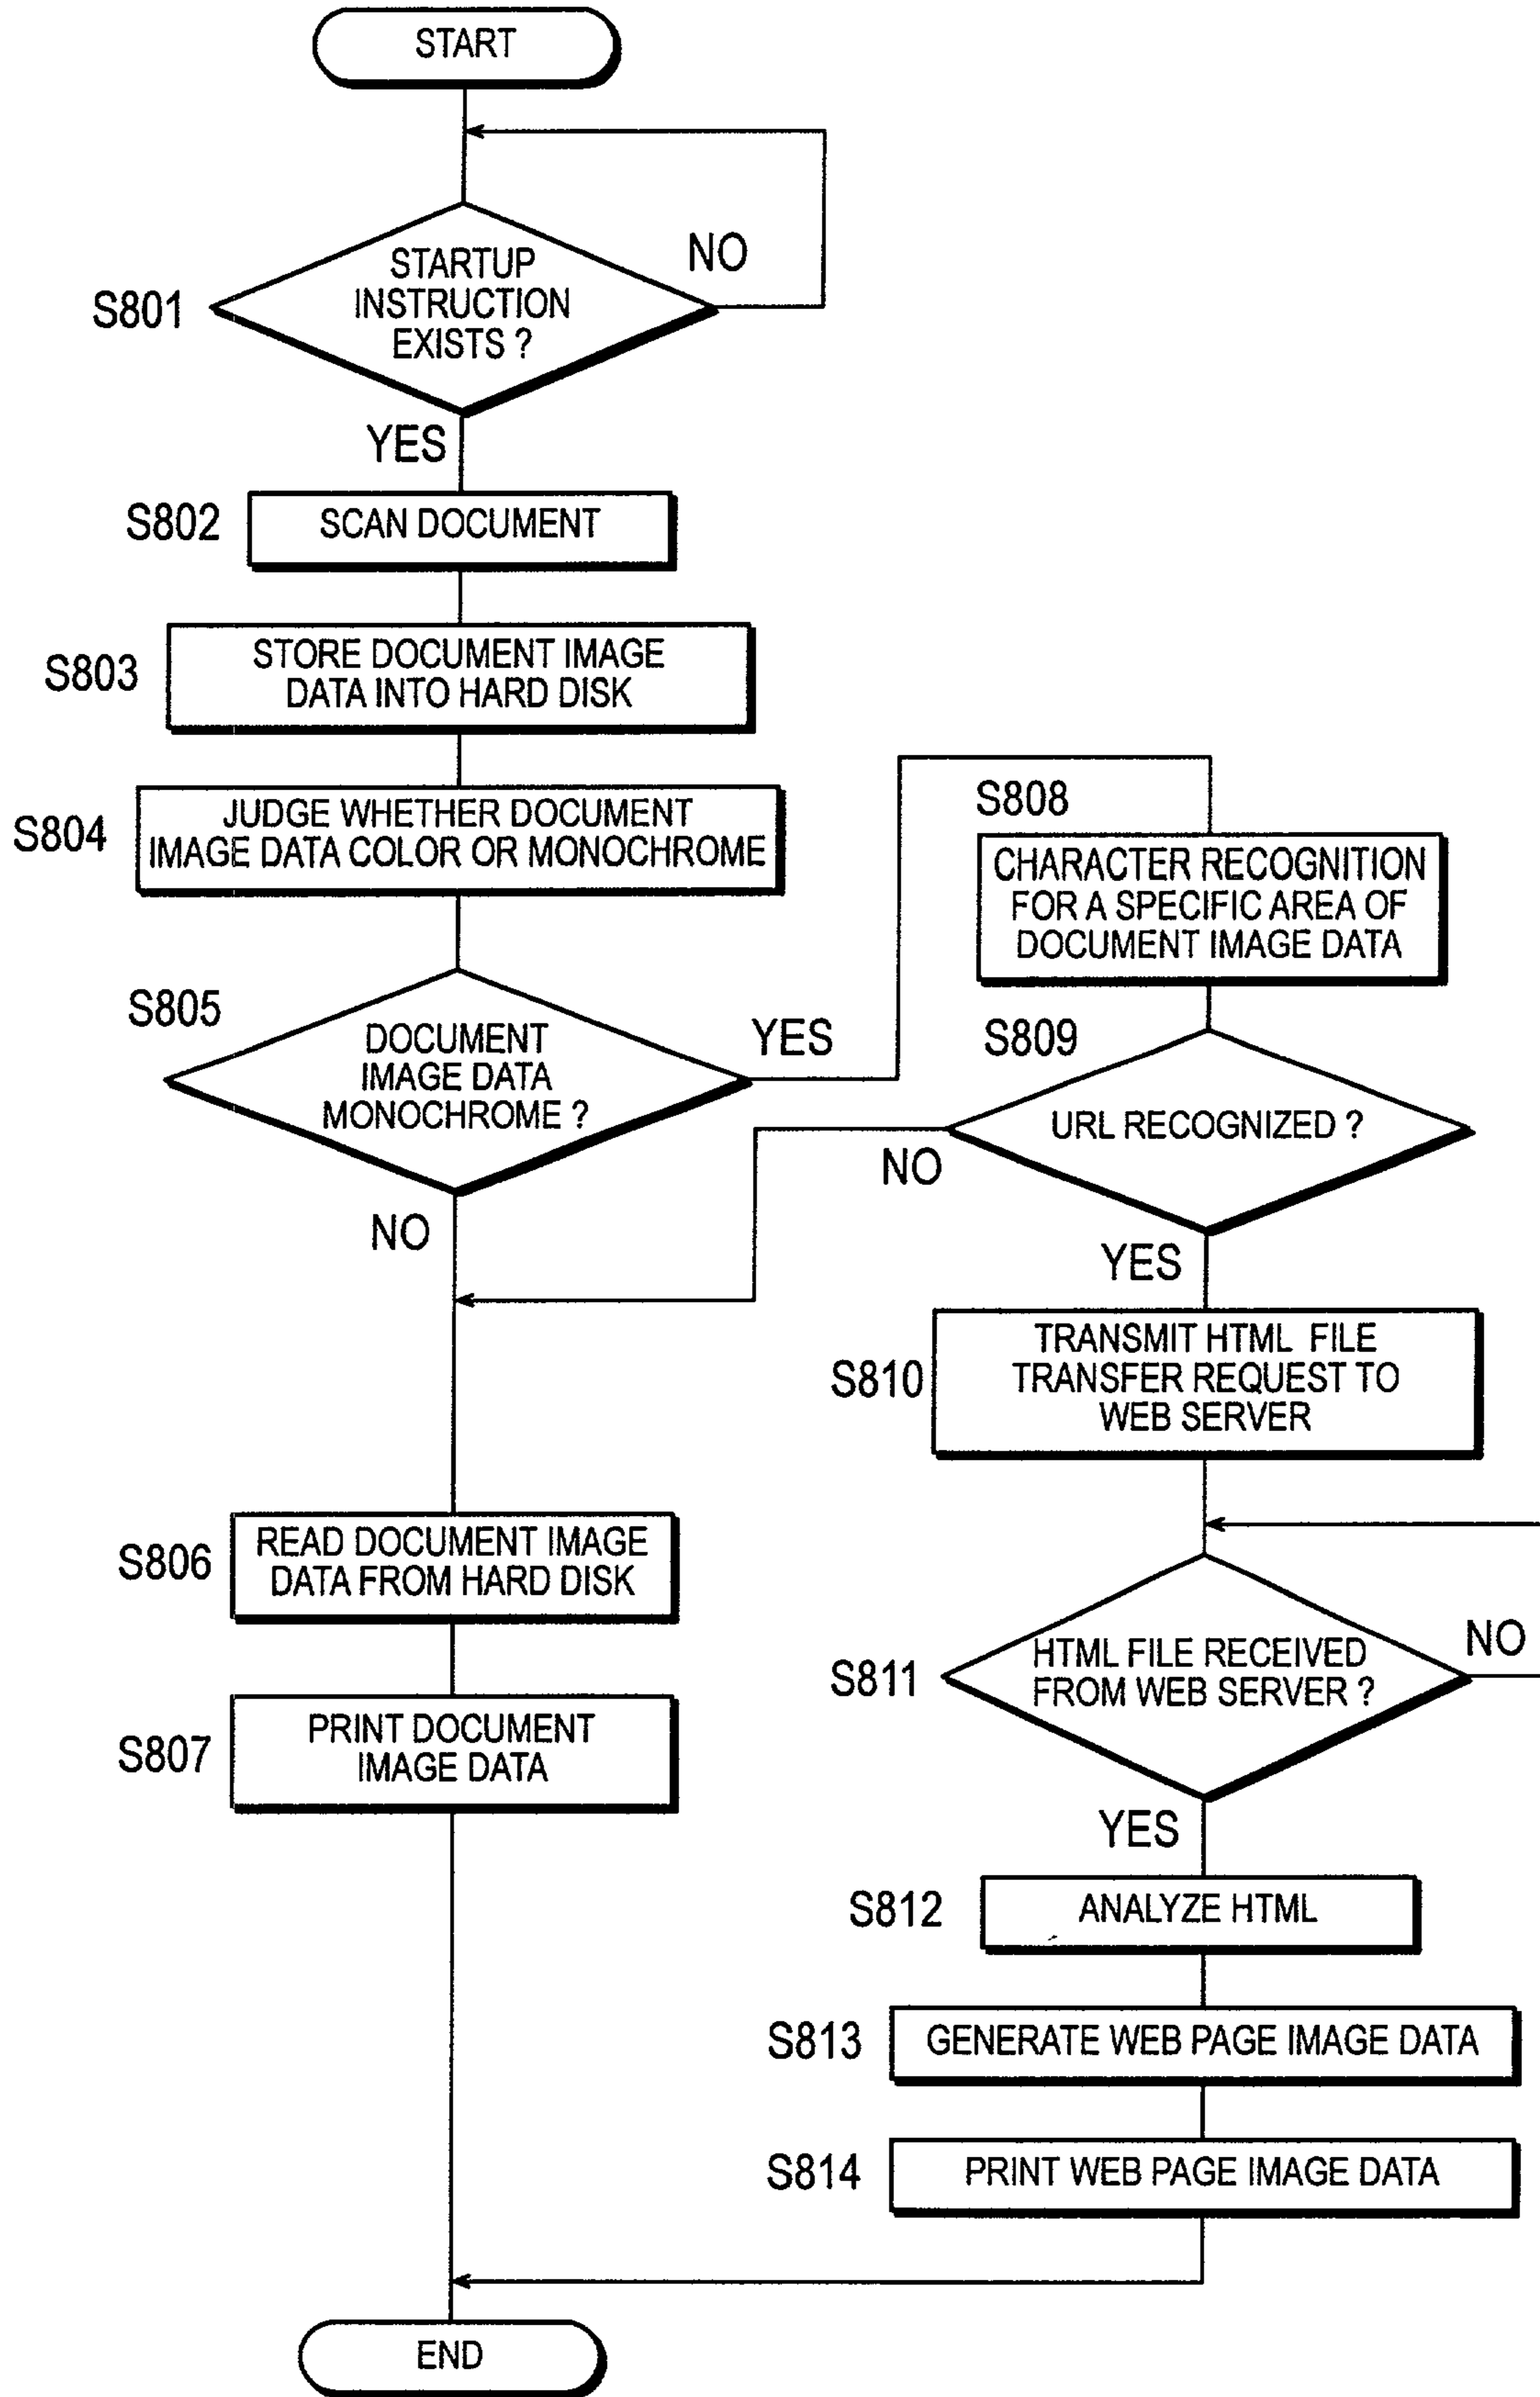 START
STARTUP
INSTRUCTION
EXISTS ?
NO
S801
YES
S802
SCAN DOCUMENT
S803
STORE DOCUMENT IMAGE
DATA INTO HARD DISK
S804
JUDGE WHETHER DOCUMENT
IMAGE DATA COLOR OR MONOCHROME
S805
DOCUMENT
IMAGE DATA
MONOCHROME ?
YES
NO
S806
READ DOCUMENT IMAGE
DATA FROM HARD DISK
S807
PRINT DOCUMENT
IMAGE DATA
S808
CHARACTER RECOGNITION
FOR A SPECIFIC AREA OF
DOCUMENT IMAGE DATA
S809
URL RECOGNIZED ?
NO
YES
S810
TRANSMIT HTML FILE
TRANSFER REQUEST TO
WEB SERVER
S811
HTML FILE RECEIVED
FROM WEB SERVER ?
NO
YES
S812
ANALYZE HTML
S813
GENERATE WEB PAGE IMAGE DATA
S814
PRINT WEB PAGE IMAGE DATA
END